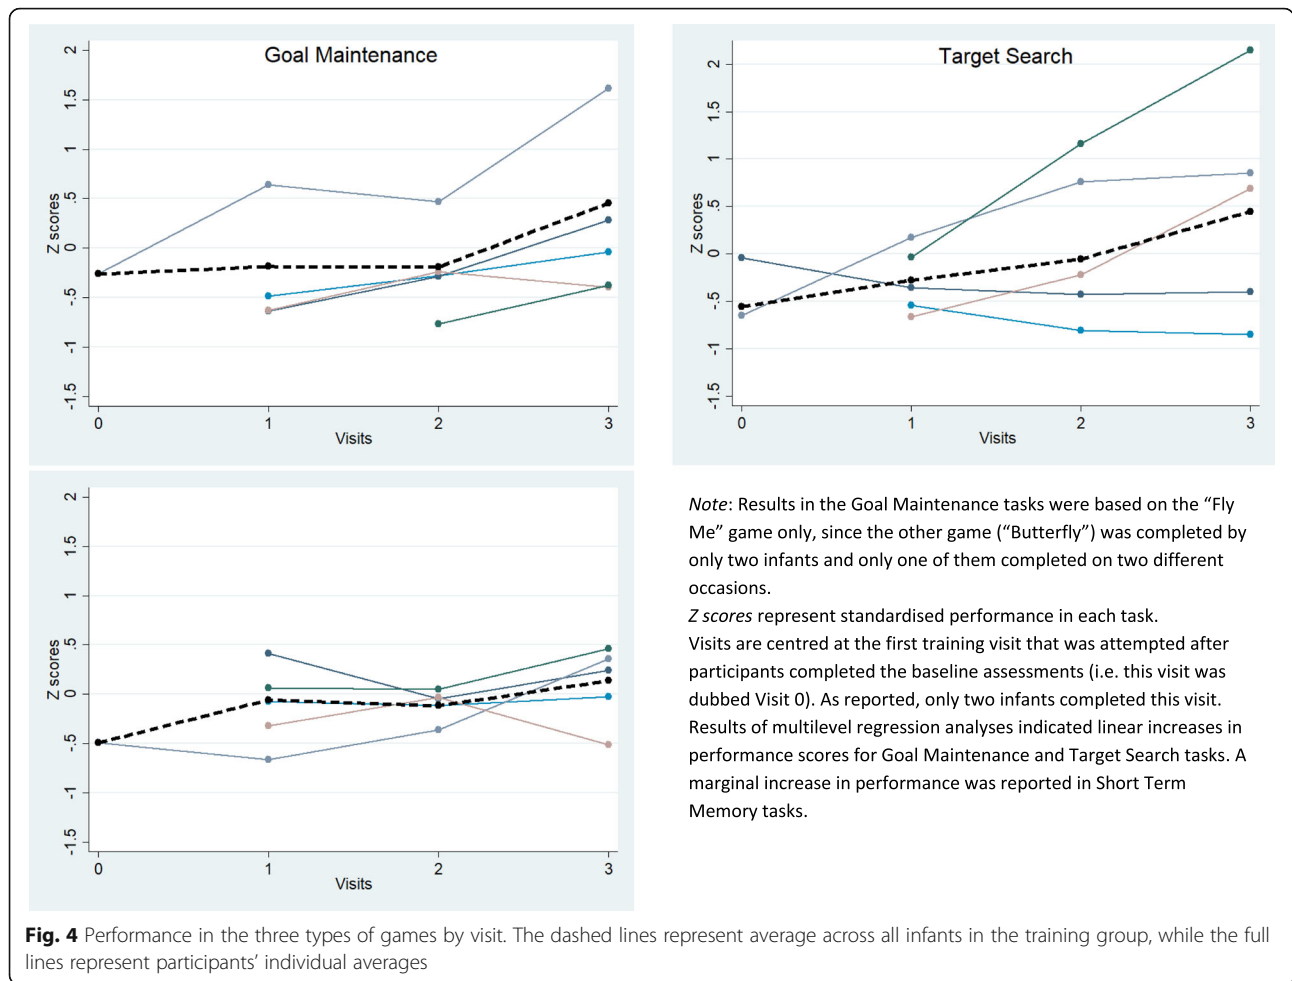 Goal Maintenance
2
1.5
1
.5
0
-.5
-1
-1.5
Z scores
0 1 2 3
Visits
Target Search
2
1.5
1
.5
0
-.5
-1
-1.5
Z scores
0 1 2 3
Visits
2
1.5
1
.5
0
-.5
-1
-1.5
Z scores
0 1 2 3
Visits
Note: Results in the Goal Maintenance tasks were based on the “Fly
Me” game only, since the other game (“Butterfly”) was completed by
only two infants and only one of them completed on two different
occasions.
Z scores represent standardised performance in each task.
Visits are centred at the first training visit that was attempted after
participants completed the baseline assessments (i.e. this visit was
dubbed Visit 0). As reported, only two infants completed this visit.
Results of multilevel regression analyses indicated linear increases in
performance scores for Goal Maintenance and Target Search tasks. A
marginal increase in performance was reported in Short Term
Memory tasks.
Fig. 4 Performance in the three types of games by visit. The dashed lines represent average across all infants in the training group, while the full
lines represent participants’ individual averages